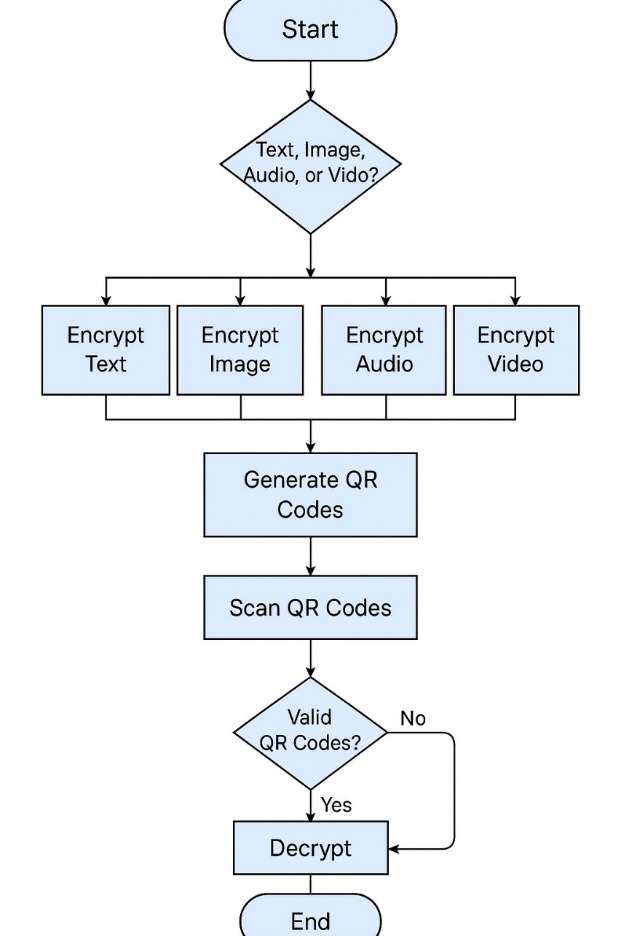 Start
Text, Image,
Audio, or Vido?
Encrypt
Text
Encrypt
Image
Encrypt
Audio
Encrypt
Video
Generate QR
Codes
Scan QR Codes
Valid
QR Codes?
No
Yes
Decrypt
End